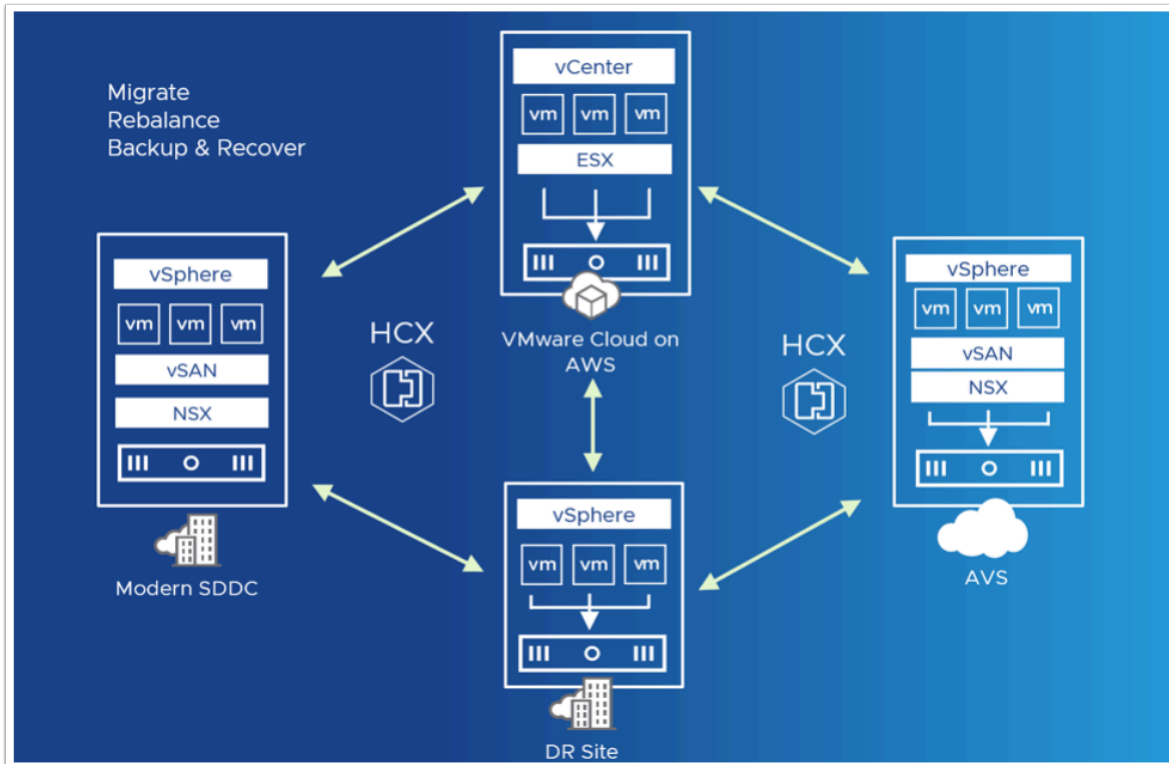 Migrate
Rebalance
Backup & Recover
vCenter
vm vm vm
ESX
VMware Cloud on
AWS
vSphere
vm vm vm
vSAN
NSX
Modern SDDC
HCX
HCX
vSphere
vm vm vm
vSAN
NSX
AVS
vSphere
vm vm vm
DR Site